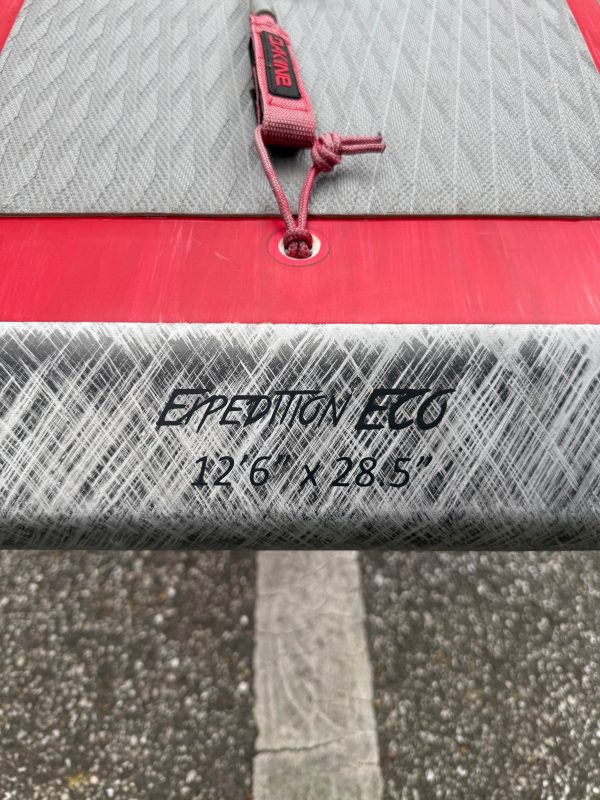 DAKINE
EXPEDITION ECO
12'6" x 28.5"